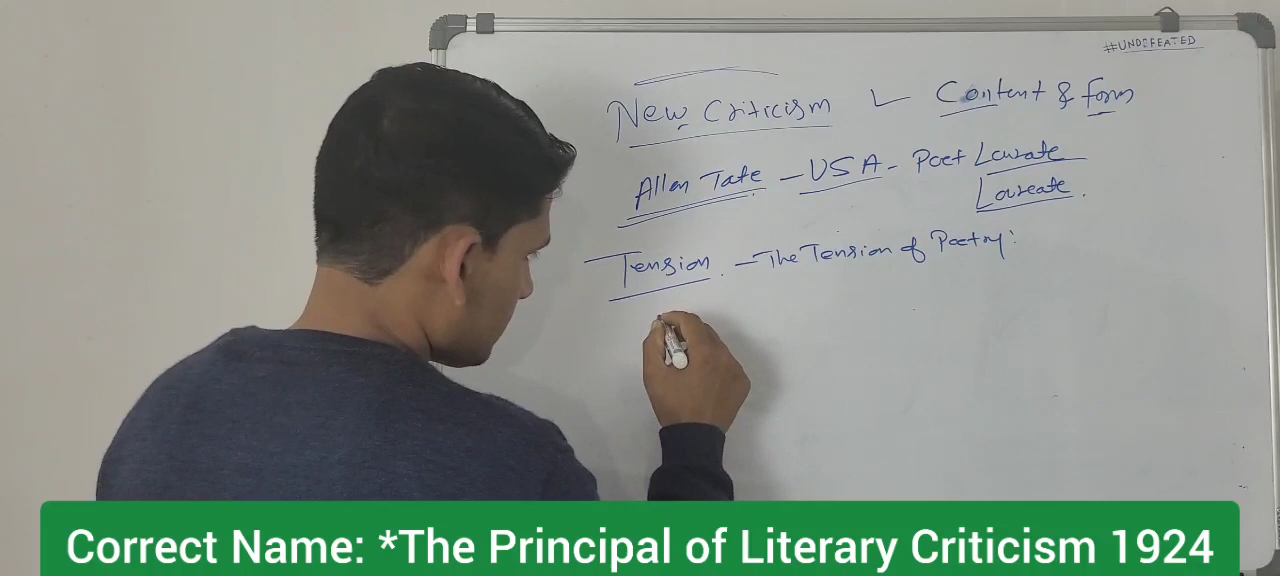 #UNDEFEATED
New Criticism Content & form
Allen Tate - USA - Poet Laurate
Laureate.
Tension. - The Tension of Poetry:
Correct Name: *The Principal of Literary Criticism 1924